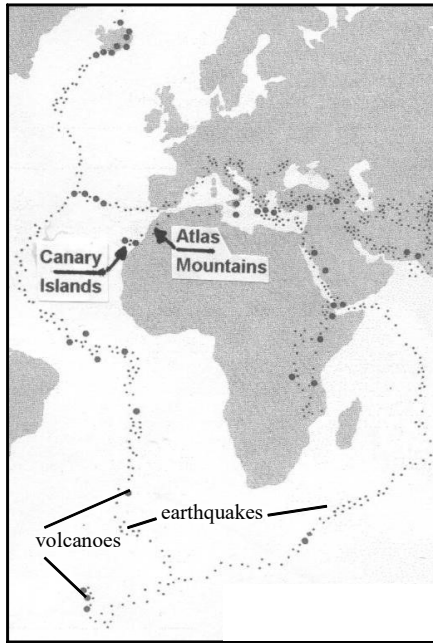 Canary
Islands
Atlas
Mountains
earthquakes
volcanoes